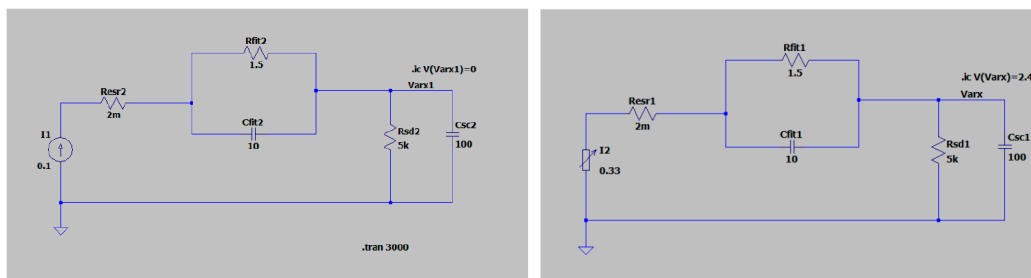 Rfit2
1.5
.ic V(Varx1)=0
Varx1
Resr2
2m
Cfit2
10
I1
0.1
Rsd2
5k
Csc2
100
.tran 3000
Rfit1
1.5
.ic V(Varx)=2.4
Varx
Resr1
2m
Cfit1
10
I2
0.33
Rsd1
5k
Csc1
100